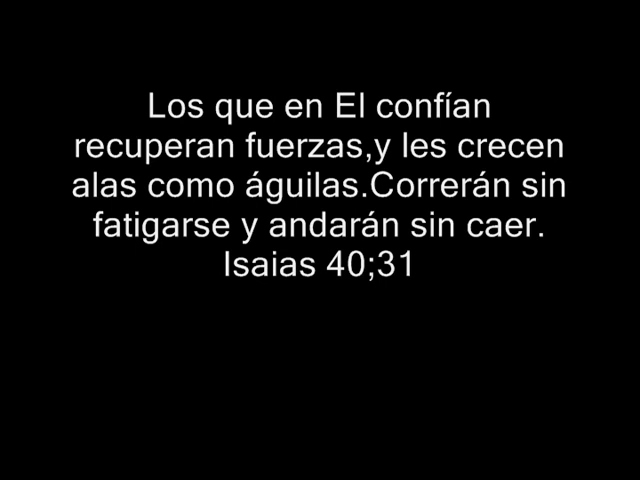 Los que en El confían
recuperan fuerzas,y les crecen
alas como águilas.Correrán sin
fatigarse y andarán sin caer.
Isaias 40;31